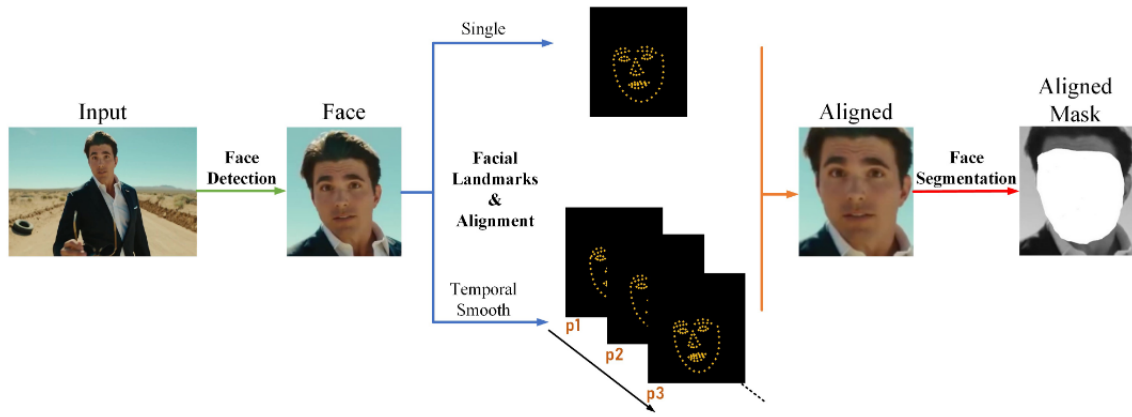 Input
Face
Detection
Face
Single
Facial
Landmarks
&
Alignment
Temporal
Smooth
p1
p2
p3
Aligned
Face
Segmentation
Aligned
Mask